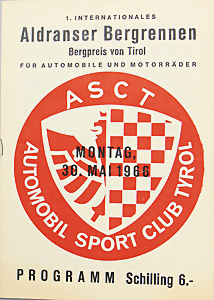 1. INTERNATIONALES
Aldranser Bergrennen
Bergpreis von Tirol
FÜR AUTOMOBILE UND MOTORRÄDER
ASCT
MONTAG,
30. MAI 1966
AUTOMOBIL SPORT CLUB TYROL
PROGRAMM Schilling 6.-